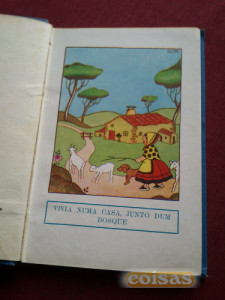 VIVIA NUMA CASA, JUNTO DUM
BOSQUE
coisas